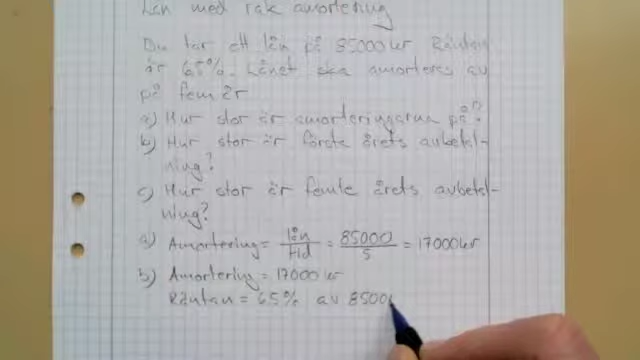 Lån med rak amortering
Du tar ett lån på 85000 kr Räntan
är 6,5%. Lånet ska amorteras av
på fem år
a) Hur stor är amorteringarna på?
b) Hur stor är första årets avbetal-
ning?
c) Hur stor är femte årets avbetal-
ning?
a) Amortering = lån/tid = 85000/5 = 17000 kr
b) Amortering = 17000 kr
Räntan = 6,5% av 8500